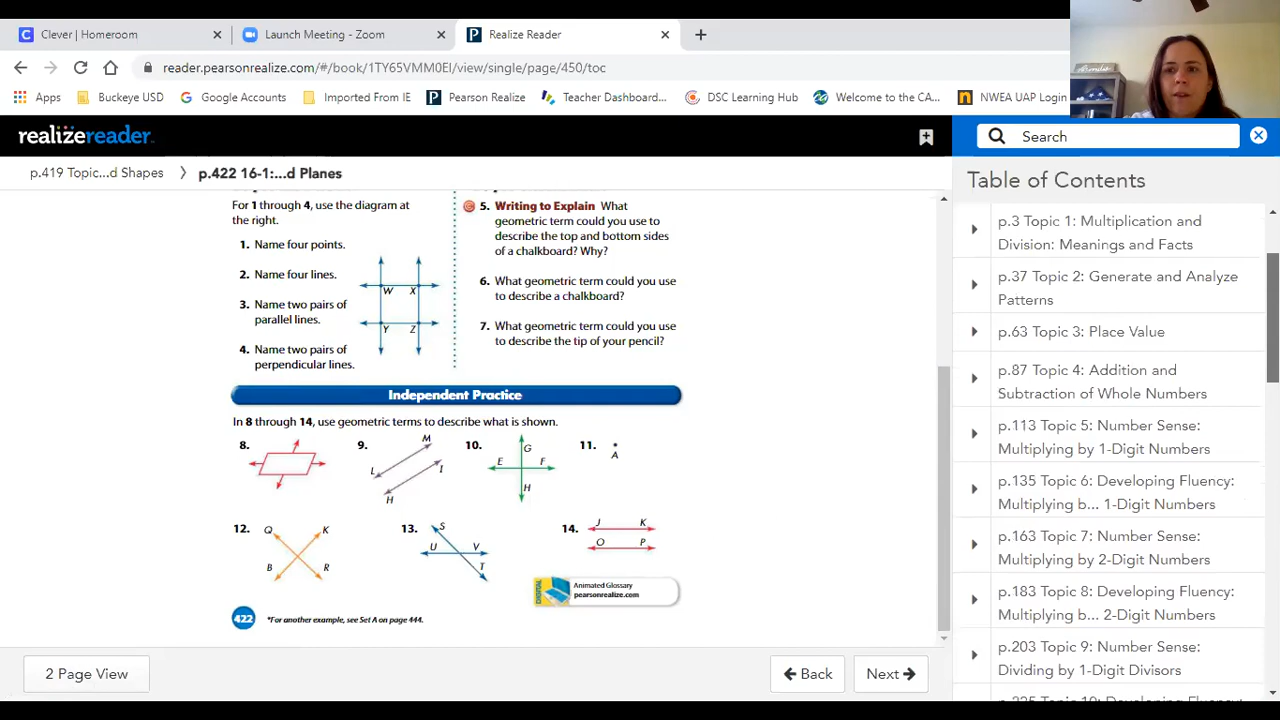 Clever | Homeroom
Launch Meeting - Zoom
Realize Reader
reader.pearsonrealize.com/#/book/1TY65VMM0EI/view/single/page/450/toc
Apps
Buckeye USD
Google Accounts
Imported From IE
Pearson Realize
Teacher Dashboard...
DSC Learning Hub
Welcome to the CA...
NWEA UAP Login
realizereader
Search
p.419 Topic...d Shapes
p.422 16-1:...d Planes
For 1 through 4, use the diagram at
the right.
1. Name four points.
2. Name four lines.
3. Name two pairs of
parallel lines.
4. Name two pairs of
perpendicular lines.
W X
Y Z
5. Writing to Explain What
geometric term could you use to
describe the top and bottom sides
of a chalkboard? Why?
6. What geometric term could you use
to describe a chalkboard?
7. What geometric term could you use
to describe the tip of your pencil?
Independent Practice
In 8 through 14, use geometric terms to describe what is shown.
8.
9.
M
L
I
H
10.
G
E F
H
11.
A
12.
Q K
B R
13.
S
U V
T
14.
J K
O P
Animated Glossary
pearsonrealize.com
DIGITAL
422
*For another example, see Set A on page 444.
2 Page View
Back
Next
Table of Contents
p.3 Topic 1: Multiplication and
Division: Meanings and Facts
p.37 Topic 2: Generate and Analyze
Patterns
p.63 Topic 3: Place Value
p.87 Topic 4: Addition and
Subtraction of Whole Numbers
p.113 Topic 5: Number Sense:
Multiplying by 1-Digit Numbers
p.135 Topic 6: Developing Fluency:
Multiplying b... 1-Digit Numbers
p.163 Topic 7: Number Sense:
Multiplying by 2-Digit Numbers
p.183 Topic 8: Developing Fluency:
Multiplying b... 2-Digit Numbers
p.203 Topic 9: Number Sense:
Dividing by 1-Digit Divisors